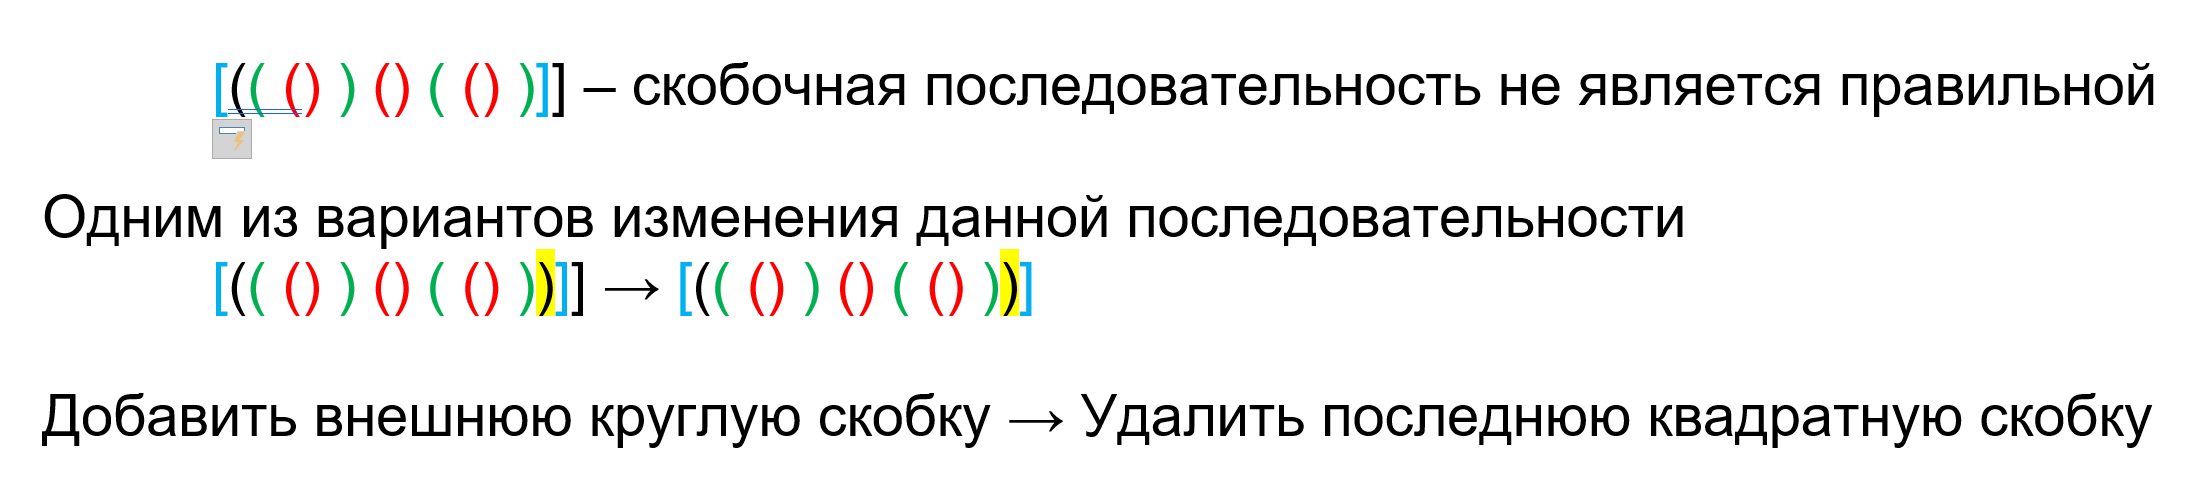 [(( () ) () ( () )]] – скобочная последовательность не является правильной
Одним из вариантов изменения данной последовательности
[(( () ) () ( () ))]] → [(( () ) () ( () ))]
Добавить внешнюю круглую скобку → Удалить последнюю квадратную скобку